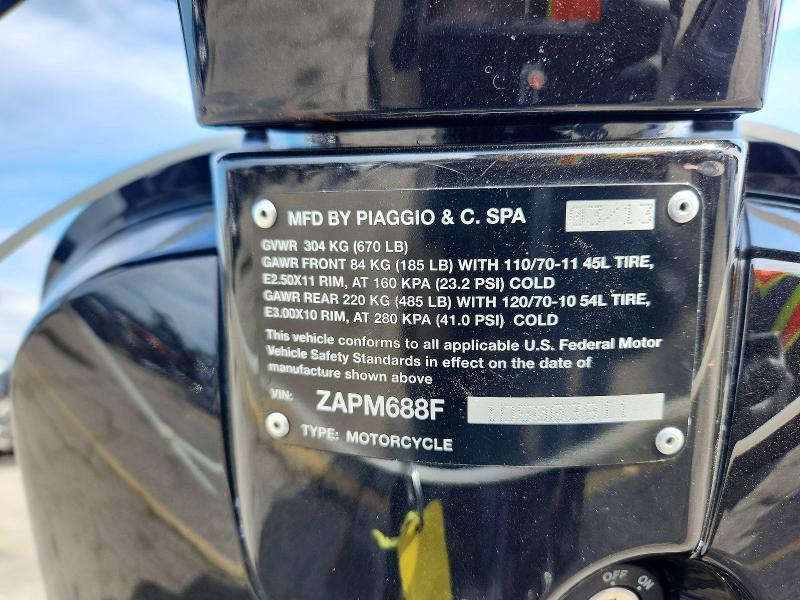 MFD BY PIAGGIO & C. SPA 03/13
GVWR 304 KG (670 LB)
GAWR FRONT 84 KG (185 LB) WITH 110/70-11 45L TIRE,
E2.50X11 RIM, AT 160 KPA (23.2 PSI) COLD
GAWR REAR 220 KG (485 LB) WITH 120/70-10 54L TIRE,
E3.00X10 RIM, AT 280 KPA (41.0 PSI) COLD
This vehicle conforms to all applicable U.S. Federal Motor
Vehicle Safety Standards in effect on the date of
manufacture shown above
VIN: ZAPM688F
TYPE: MOTORCYCLE
OFF ON